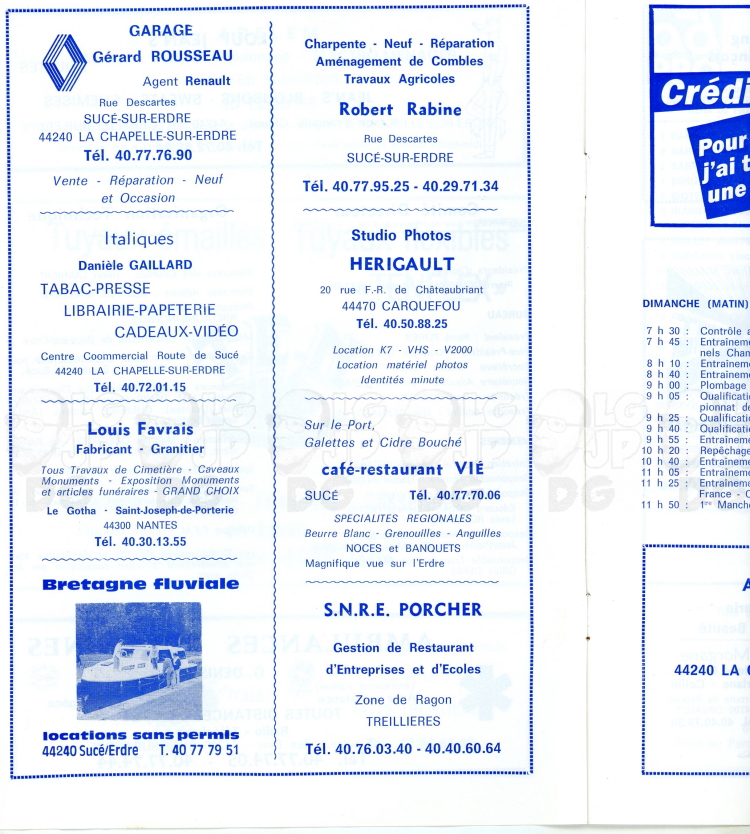 GARAGE
Gérard ROUSSEAU
Agent Renault
Rue Descartes
SUCÉ-SUR-ERDRE
44240 LA CHAPELLE-SUR-ERDRE
Tél. 40.77.76.90
Vente - Réparation - Neuf
et Occasion
Italiques
Danièle GAILLARD
TABAC-PRESSE
LIBRAIRIE-PAPETERIE
CADEAUX-VIDÉO
Centre Coommercial Route de Sucé
44240 LA CHAPELLE-SUR-ERDRE
Tél. 40.72.01.15
Louis Favrais
Fabricant - Granitier
Tous Travaux de Cimetière - Caveaux
Monuments - Exposition Monuments
et articles funéraires - GRAND CHOIX
Le Gotha - Saint-Joseph-de-Porterie
44300 NANTES
Tél. 40.30.13.55
Bretagne fluviale
locations sans permis
44240 Sucé/Erdre T. 40 77 79 51
Charpente - Neuf - Réparation
Aménagement de Combles
Travaux Agricoles
Robert Rabine
Rue Descartes
SUCÉ-SUR-ERDRE
Tél. 40.77.95.25 - 40.29.71.34
Studio Photos
HERIGAULT
20 rue F.-R. de Châteaubriant
44470 CARQUEFOU
Tél. 40.50.88.25
Location K7 - VHS - V2000
Location matériel photos
Identités minute
Sur le Port,
Galettes et Cidre Bouché
café-restaurant VIÉ
SUCÉ Tél. 40.77.70.06
SPECIALITES REGIONALES
Beurre Blanc - Grenouilles - Anguilles
NOCES et BANQUETS
Magnifique vue sur l'Erdre
S.N.R.E. PORCHER
Gestion de Restaurant
d'Entreprises et d'Ecoles
Zone de Ragon
TREILLIERES
Tél. 40.76.03.40 - 40.40.60.64
Crédi
Pour
j'ai t
une
DIMANCHE (MATIN)
7 h 30 : Contrôle a
7 h 45 : Entraîneme
nels Cham
8 h 10 : Entraîneme
8 h 40 : Entraîneme
9 h 00 : Plombage
9 h 05 : Qualificatio
pionnat de
9 h 25 : Qualificatio
9 h 40 : Qualificatio
9 h 55 : Entraîneme
10 h 20 : Repêchage
10 h 40 : Entraîneme
11 h 05 : Entraîneme
11 h 25 : Entraîneme
France - C
11 h 50 : 1re Manche
A
44240 LA C